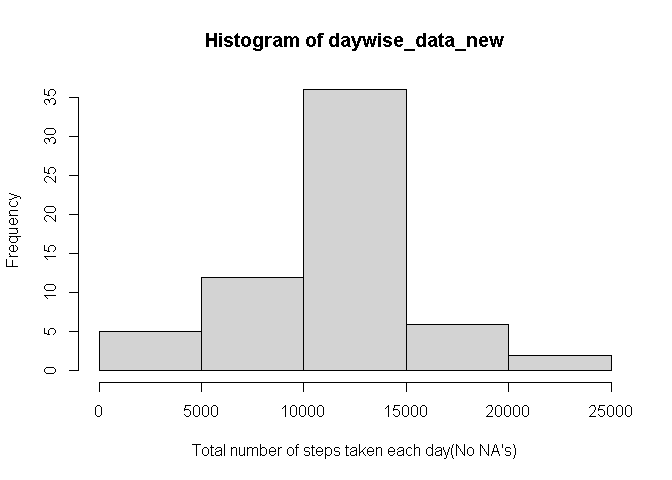 Histogram of daywise_data_new
Frequency
35
30
25
20
15
10
5
0
0 5000 10000 15000 20000 25000
Total number of steps taken each day(No NA's)